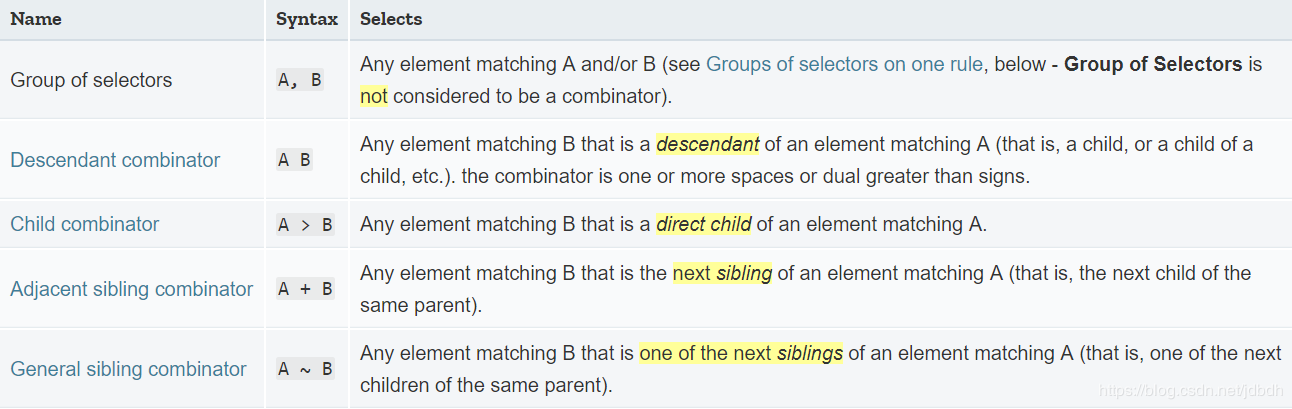 Name Syntax Selects
Group of selectors A, B Any element matching A and/or B (see Groups of selectors on one rule, below - Group of Selectors is
not considered to be a combinator).
Descendant combinator A B Any element matching B that is a descendant of an element matching A (that is, a child, or a child of a
child, etc.). the combinator is one or more spaces or dual greater than signs.
Child combinator A > B Any element matching B that is a direct child of an element matching A.
Adjacent sibling combinator A + B Any element matching B that is the next sibling of an element matching A (that is, the next child of the
same parent).
General sibling combinator A ~ B Any element matching B that is one of the next siblings of an element matching A (that is, one of the next
children of the same parent).
https://blog.csdn.net/jdbdh